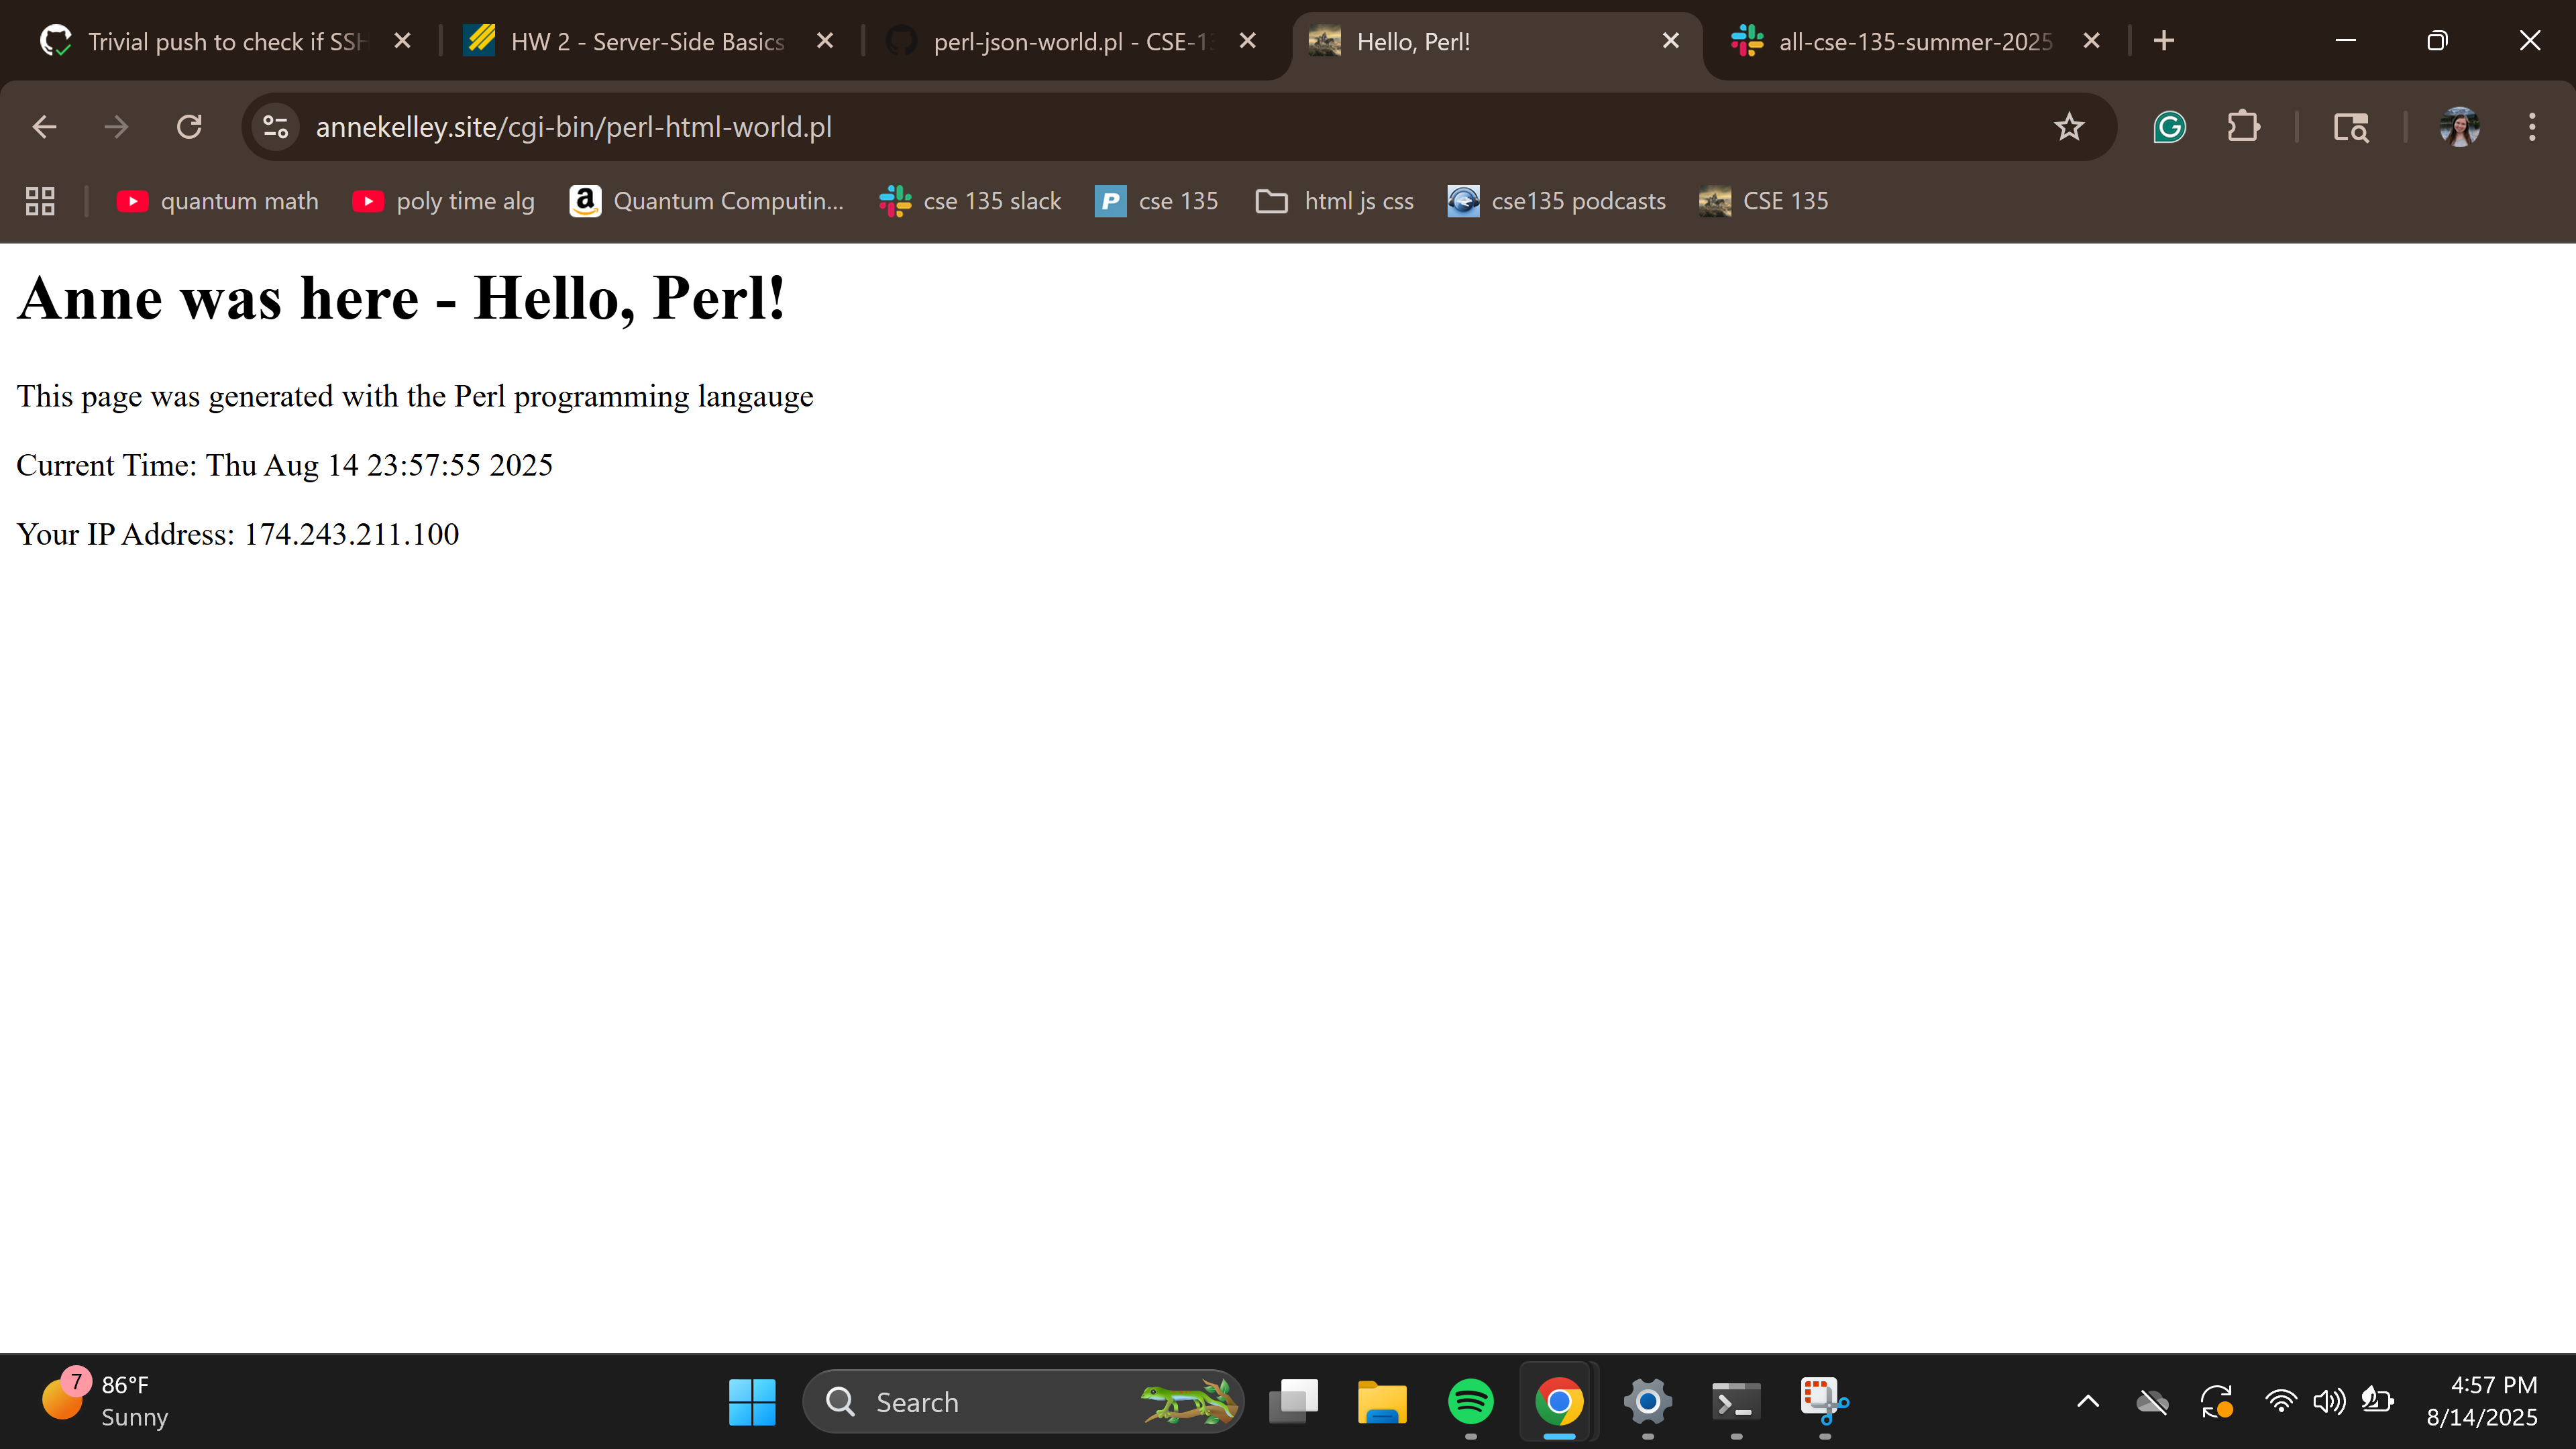 Trivial push to check if SSH
HW 2 - Server-Side Basics
perl-json-world.pl - CSE-13
Hello, Perl!
all-cse-135-summer-2025
annekelley.site/cgi-bin/perl-html-world.pl
quantum math
poly time alg
Quantum Computin...
cse 135 slack
cse 135
html js css
cse135 podcasts
CSE 135
Anne was here - Hello, Perl!
This page was generated with the Perl programming langauge
Current Time: Thu Aug 14 23:57:55 2025
Your IP Address: 174.243.211.100
7
86°F
Sunny
Search
4:57 PM
8/14/2025